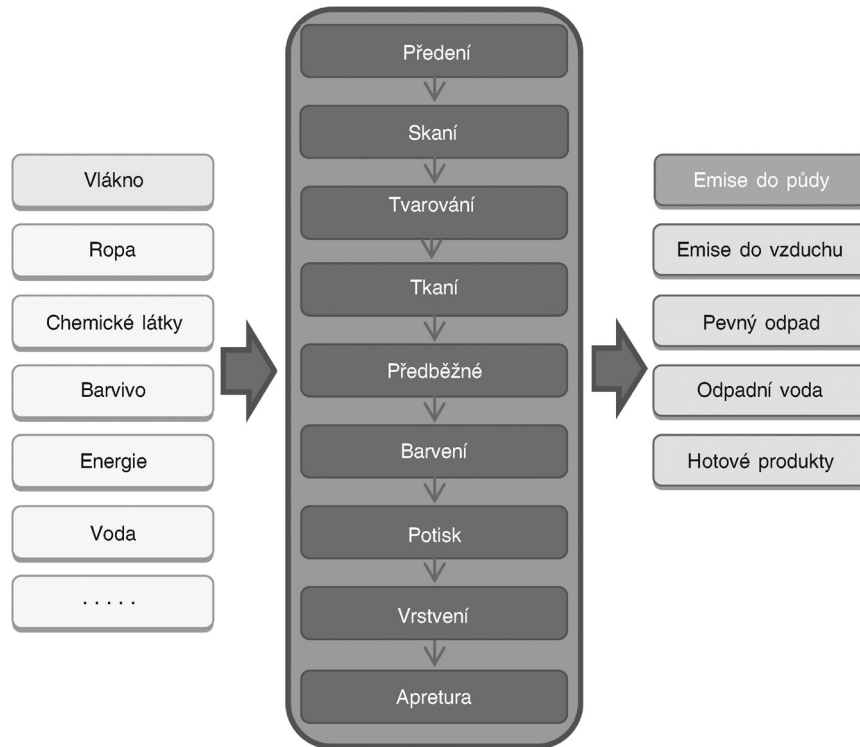 Vlákno
Ropa
Chemické látky
Barvivo
Energie
Voda
.....
Předení
Skaní
Tvarování
Tkaní
Předběžné
Barvení
Potisk
Vrstvení
Apretura
Emise do půdy
Emise do vzduchu
Pevný odpad
Odpadní voda
Hotové produkty